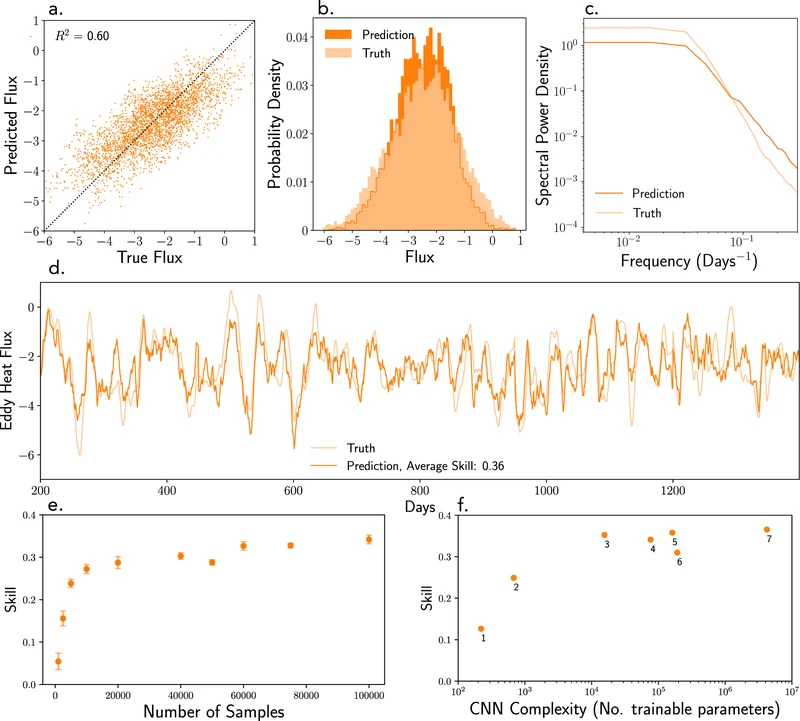 a.
R² = 0.60
Predicted Flux
1
0
−1
−2
−3
−4
−5
−6
−6 −5 −4 −3 −2 −1 0 1
True Flux
b.
Prediction
Truth
Probability Density
0.04
0.03
0.02
0.01
0
−6 −5 −4 −3 −2 −1 0 1
Flux
c.
Spectral Power Density
10⁰
10⁻¹
10⁻²
10⁻³
10⁻⁴
Prediction
Truth
10⁻² 10⁻¹
Frequency (Days⁻¹)
d.
Eddy Heat Flux
0
−2
−4
−6
Truth
Prediction, Average Skill: 0.36
200 400 600 800 1000 1200
Days
e.
Skill
0.4
0.3
0.2
0.1
0.0
0 20000 40000 60000 80000 100000
Number of Samples
f.
Skill
0.4
0.3
0.2
0.1
0.0
1
2
3
4
5
6
7
10² 10³ 10⁴ 10⁵ 10⁶ 10⁷
CNN Complexity (No. trainable parameters)